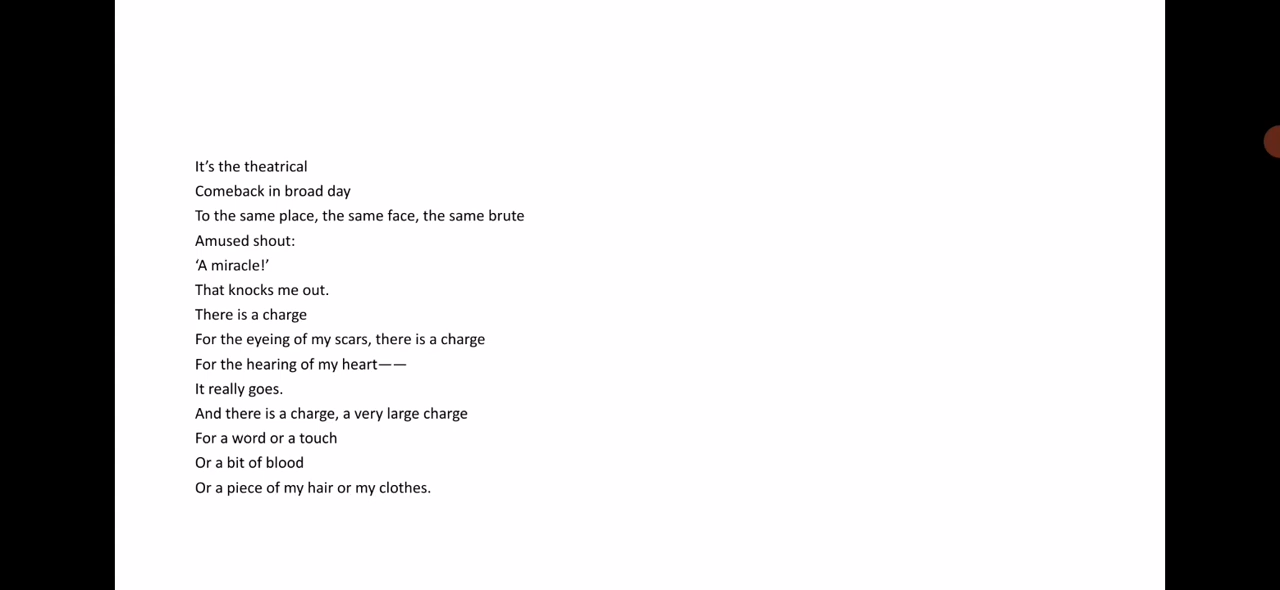 It’s the theatrical
Comeback in broad day
To the same place, the same face, the same brute
Amused shout:
‘A miracle!’
That knocks me out.
There is a charge
For the eyeing of my scars, there is a charge
For the hearing of my heart——
It really goes.
And there is a charge, a very large charge
For a word or a touch
Or a bit of blood
Or a piece of my hair or my clothes.